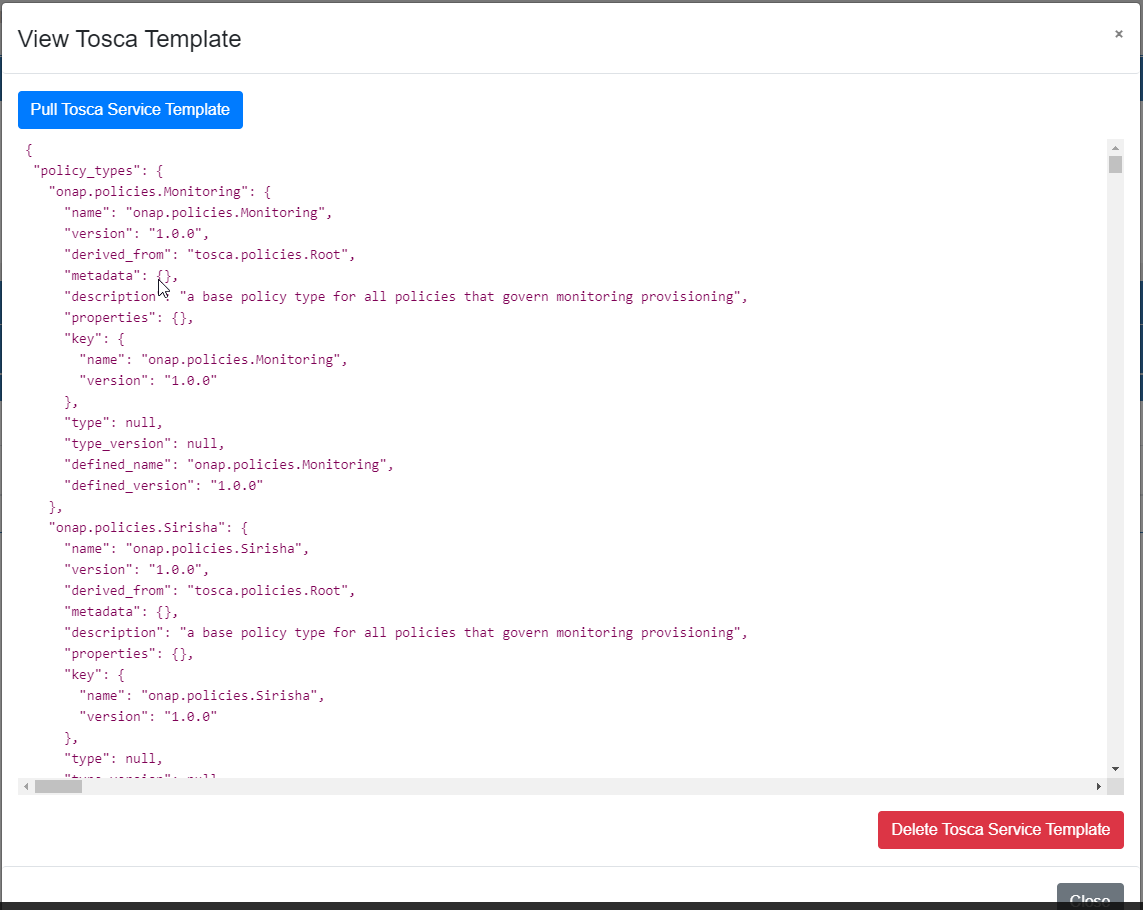 View Tosca Template
×
Pull Tosca Service Template
{
"policy_types": {
"onap.policies.Monitoring": {
"name": "onap.policies.Monitoring",
"version": "1.0.0",
"derived_from": "tosca.policies.Root",
"metadata": {},
"description": "a base policy type for all policies that govern monitoring provisioning",
"properties": {},
"key": {
"name": "onap.policies.Monitoring",
"version": "1.0.0"
},
"type": null,
"type_version": null,
"defined_name": "onap.policies.Monitoring",
"defined_version": "1.0.0"
},
"onap.policies.Sirisha": {
"name": "onap.policies.Sirisha",
"version": "1.0.0",
"derived_from": "tosca.policies.Root",
"metadata": {},
"description": "a base policy type for all policies that govern monitoring provisioning",
"properties": {},
"key": {
"name": "onap.policies.Sirisha",
"version": "1.0.0"
},
"type": null,
"type_version": null
Delete Tosca Service Template
Close